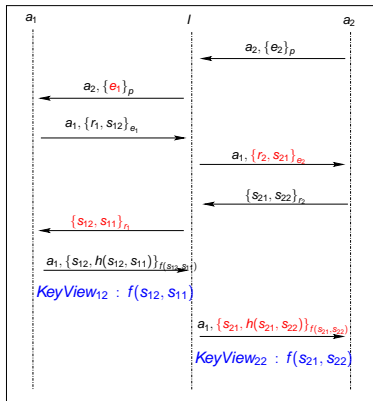 a₁ I a₂
a₂, {e₂}ₚ
a₂, {e₁}ₚ
a₁, {r₁, s₁₂}ₑ₁
a₁, {r₂, s₂₁}ₑ₂
{s₂₁, s₂₂}ᵣ₂
{s₁₂, s₁₁}ᵣ₁
a₁, {s₁₂, h(s₁₂, s₁₁)}f(s₁₂,s₁₁)
KeyView₁₂ : f(s₁₂, s₁₁)
a₁, {s₂₁, h(s₂₁, s₂₂)}f(s₂₁,s₂₂)
KeyView₂₂ : f(s₂₁, s₂₂)